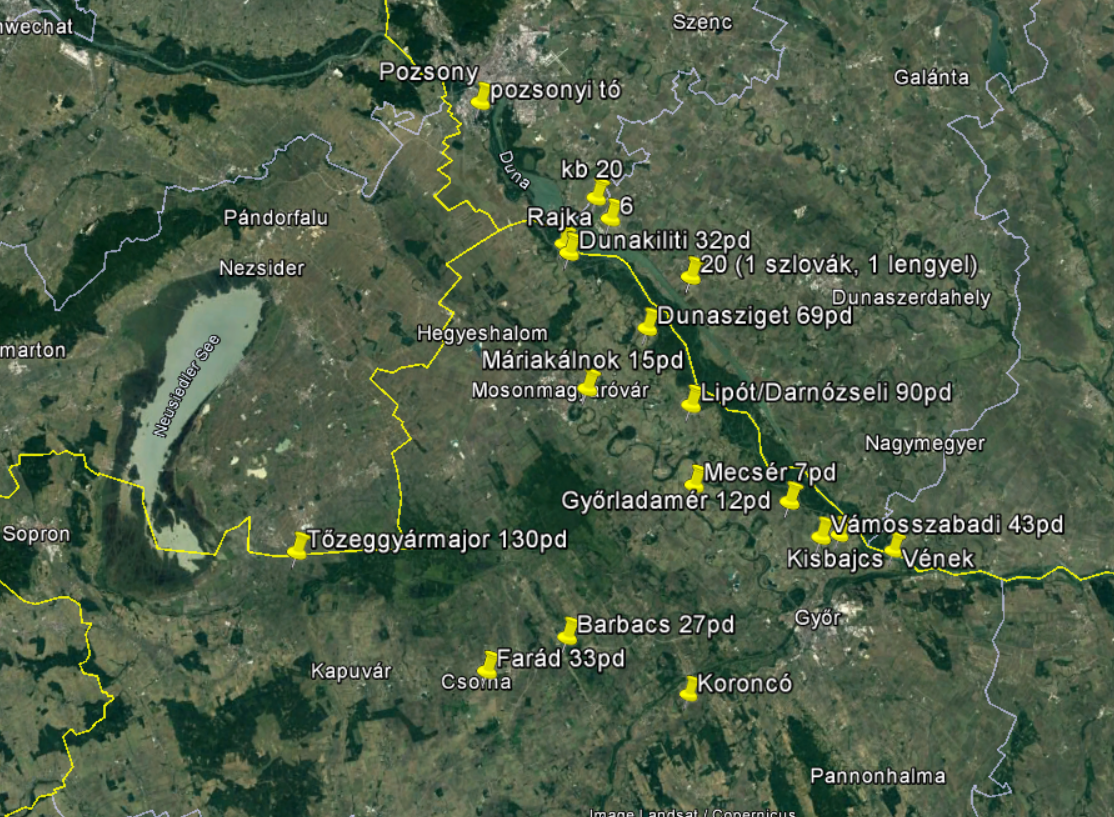 Szenc
nwechat
Pozsony
Galánta
pozsonyi tó
Duna
kb 20
6
Pándorfalu
Rajka
Dunakiliti 32pd
Nezsider
20 (1 szlovák, 1 lengyel)
Dunaszerdahely
Dunasziget 69pd
Hegyeshalom
marton
Máriakálnok 15pd
Neusiedler See
Mosonmagyaróvár
Lipót/Darnózseli 90pd
Nagymegyer
Mecsér 7pd
Győrladamér 12pd
Vámosszabadi 43pd
Sopron
Tőzeggyármajor 130pd
Kisbajcs
Vének
Győr
Barbacs 27pd
Farád 33pd
Kapuvár
Csorna
Koroncó
Pannonhalma
Image Landsat / Copernicus